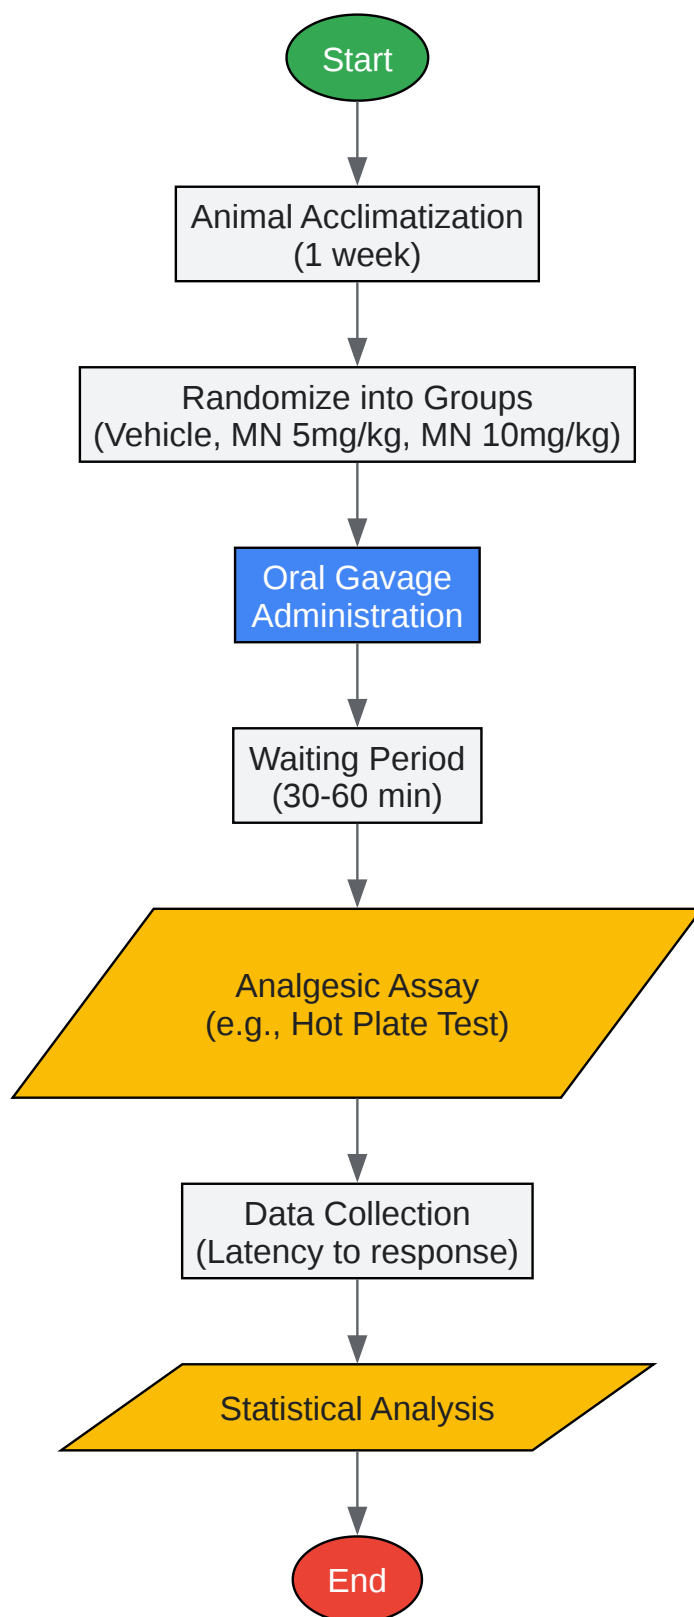 Start
Animal Acclimatization
(1 week)
Randomize into Groups
(Vehicle, MN 5mg/kg, MN 10mg/kg)
Oral Gavage
Administration
Waiting Period
(30-60 min)
Analgesic Assay
(e.g., Hot Plate Test)
Data Collection
(Latency to response)
Statistical Analysis
End